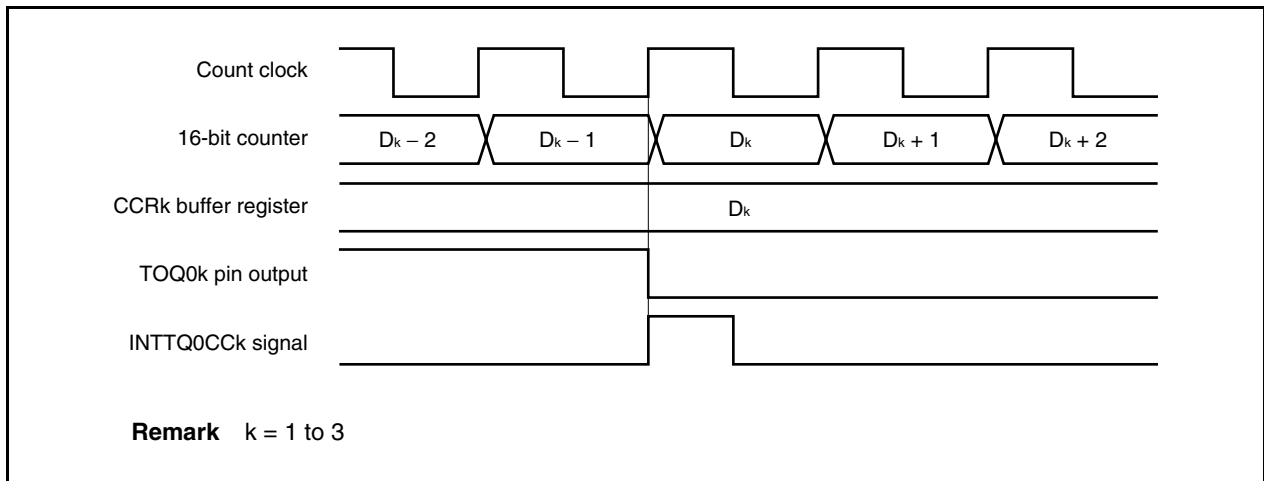 Count clock
16-bit counter
Dk − 2
Dk − 1
Dk
Dk + 1
Dk + 2
CCRk buffer register
Dk
TOQ0k pin output
INTTQ0CCk signal
Remark k = 1 to 3